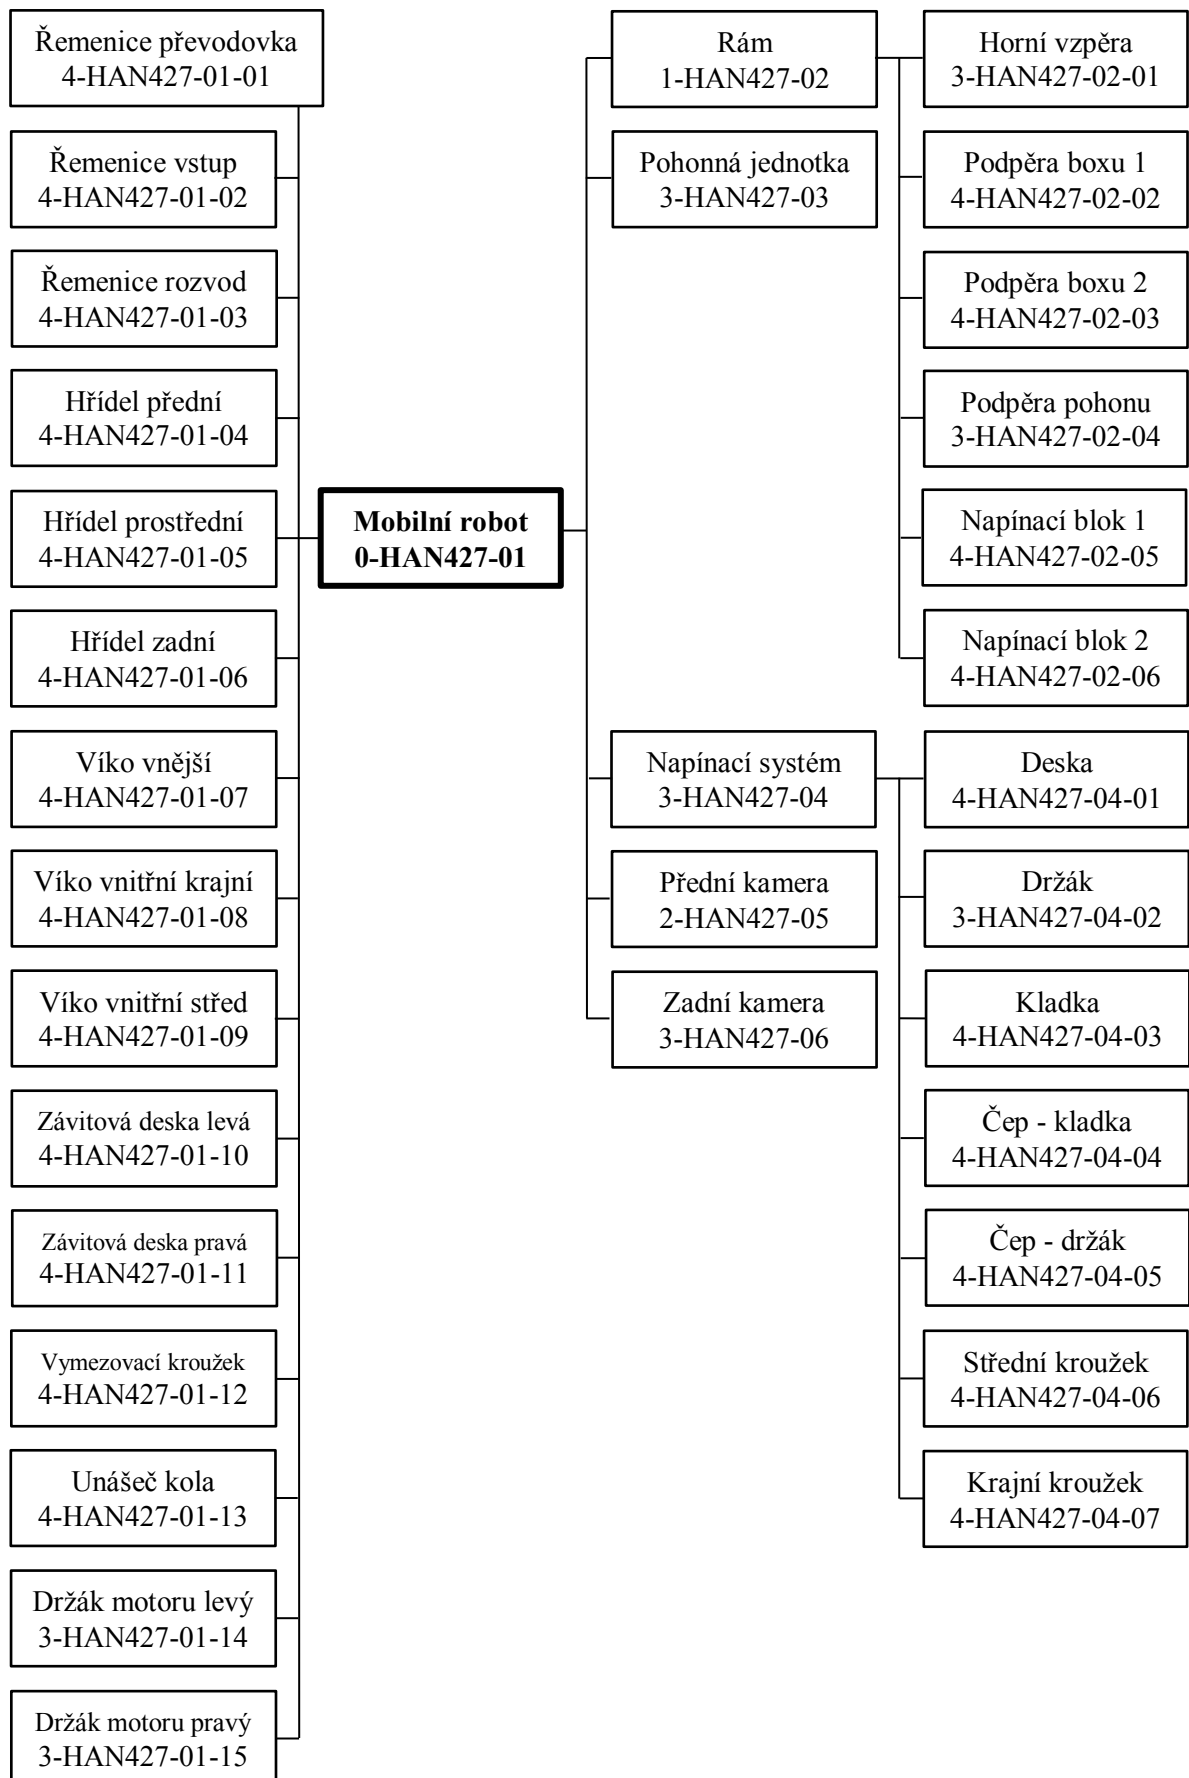 Řemenice převodovka
4-HAN427-01-01
Řemenice vstup
4-HAN427-01-02
Řemenice rozvod
4-HAN427-01-03
Hřídel přední
4-HAN427-01-04
Hřídel prostřední
4-HAN427-01-05
Hřídel zadní
4-HAN427-01-06
Víko vnější
4-HAN427-01-07
Víko vnitřní krajní
4-HAN427-01-08
Víko vnitřní střed
4-HAN427-01-09
Závitová deska levá
4-HAN427-01-10
Závitová deska pravá
4-HAN427-01-11
Vymezovací kroužek
4-HAN427-01-12
Unášeč kola
4-HAN427-01-13
Držák motoru levý
3-HAN427-01-14
Držák motoru pravý
3-HAN427-01-15
Mobilní robot
0-HAN427-01
Rám
1-HAN427-02
Pohonná jednotka
3-HAN427-03
Napínací systém
3-HAN427-04
Přední kamera
2-HAN427-05
Zadní kamera
3-HAN427-06
Horní vzpěra
3-HAN427-02-01
Podpěra boxu 1
4-HAN427-02-02
Podpěra boxu 2
4-HAN427-02-03
Podpěra pohonu
3-HAN427-02-04
Napínací blok 1
4-HAN427-02-05
Napínací blok 2
4-HAN427-02-06
Deska
4-HAN427-04-01
Držák
3-HAN427-04-02
Kladka
4-HAN427-04-03
Čep - kladka
4-HAN427-04-04
Čep - držák
4-HAN427-04-05
Střední kroužek
4-HAN427-04-06
Krajní kroužek
4-HAN427-04-07